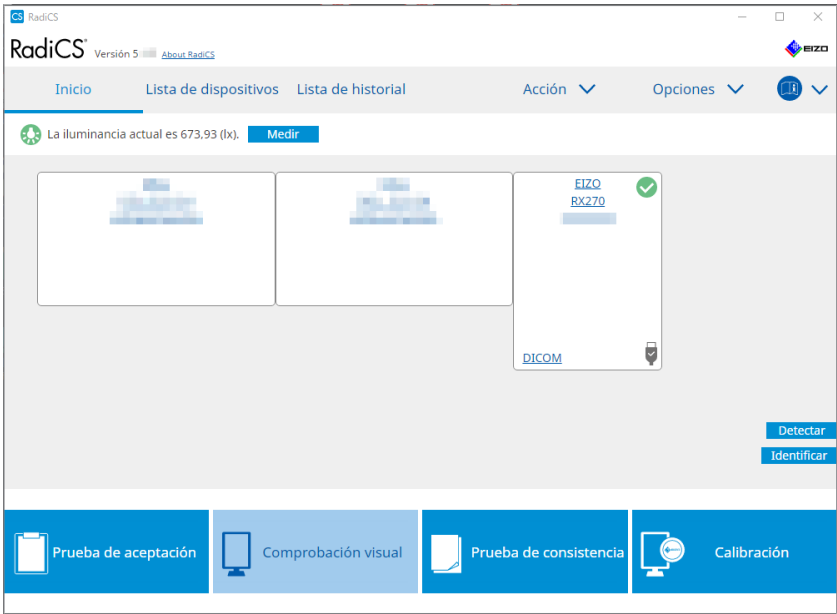 CS RadiCS
RadiCS Versión 5 About RadiCS
EIZO
Inicio Lista de dispositivos Lista de historial Acción Opciones
La iluminancia actual es 673,93 (lx). Medir
EIZO
RX270
DICOM
Detectar
Identificar
Prueba de aceptación Comprobación visual Prueba de consistencia Calibración